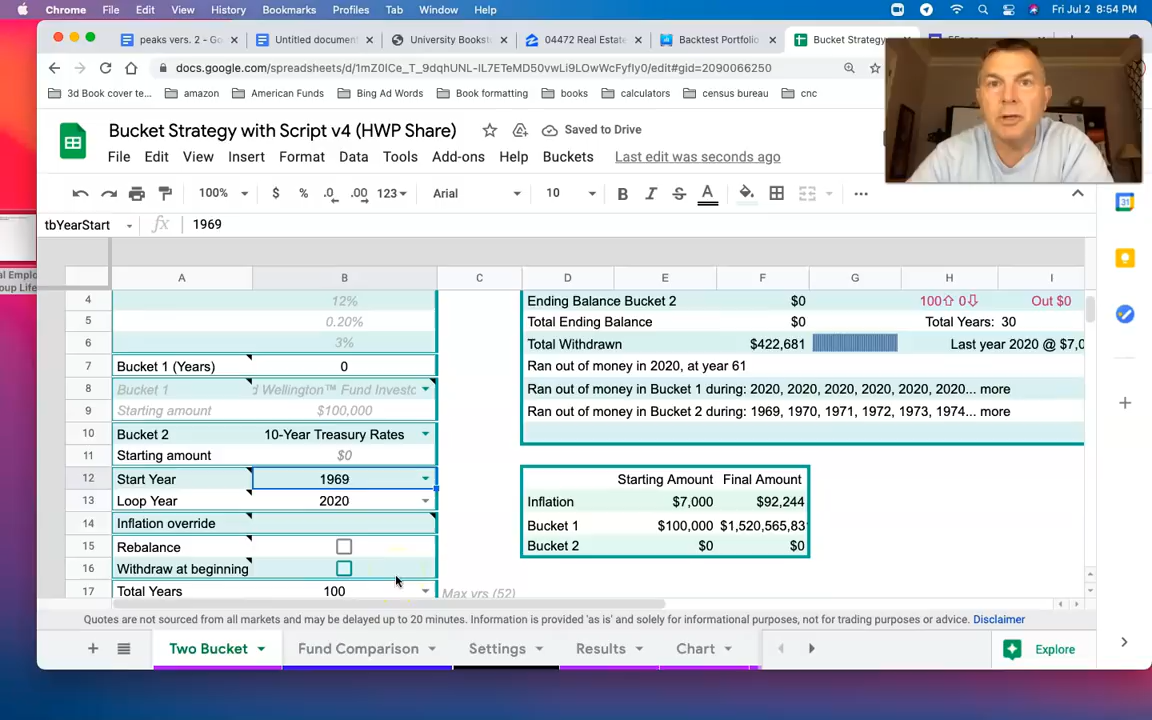 Chrome File Edit View History Bookmarks Profiles Tab Window Help Fri Jul 2 8:54 PM
peaks vers. 2 - G Untitled documen University Bookst 04472 Real Estate Backtest Portfolio Bucket Strategy
docs.google.com/spreadsheets/d/1mZ0ICe_T_9dqhUNL-IL7ETeMD50vwLi9LOwWcFyfIy0/edit#gid=2090066250
3d Book cover te... amazon American Funds Bing Ad Words Book formatting books calculators census bureau cnc
Bucket Strategy with Script v4 (HWP Share) Saved to Drive
File Edit View Insert Format Data Tools Add-ons Help Buckets Last edit was seconds ago
100% $ % .0 .00 123 Arial 10 B I S A
tbYearStart fx 1969
A B C D E F G H I
4 12% Ending Balance Bucket 2 $0 100⇧ 0⇩ Out $0
5 0.20% Total Ending Balance $0 Total Years: 30
6 3% Total Withdrawn $422,681 Last year 2020 @ $7,0
7 Bucket 1 (Years) 0 Ran out of money in 2020, at year 61
8 Bucket 1 d Wellington™ Fund Investc Ran out of money in Bucket 1 during: 2020, 2020, 2020, 2020, 2020, 2020... more
9 Starting amount $100,000 Ran out of money in Bucket 2 during: 1969, 1970, 1971, 1972, 1973, 1974... more
10 Bucket 2 10-Year Treasury Rates
11 Starting amount $0
12 Start Year 1969 Starting Amount Final Amount
13 Loop Year 2020 Inflation $7,000 $92,244
14 Inflation override Bucket 1 $100,000 $1,520,565,83
15 Rebalance Bucket 2 $0 $0
16 Withdraw at beginning
17 Total Years 100 Max yrs (52)
Quotes are not sourced from all markets and may be delayed up to 20 minutes. Information is provided 'as is' and solely for informational purposes, not for trading purposes or advice. Disclaimer
Two Bucket Fund Comparison Settings Results Chart Explore
al Emplo
oup Life